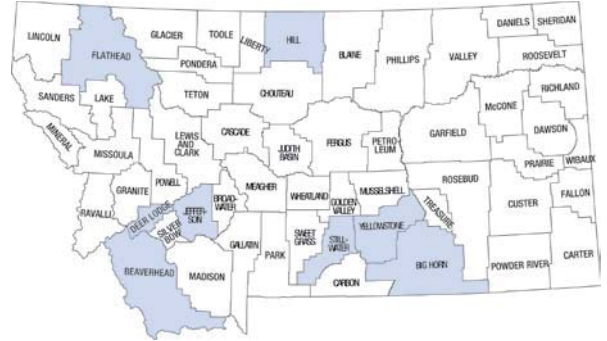 LINCOLN
FLATHEAD
GLACIER
TOOLE
LIBERTY
HILL
BLAINE
PHILLIPS
VALLEY
DANIELS
SHERIDAN
ROOSEVELT
PONDERA
SANDERS
LAKE
TETON
CHOUTEAU
RICHLAND
McCONE
MINERAL
MISSOULA
LEWIS
AND
CLARK
CASCADE
JUDITH
BASIN
FERGUS
PETRO
LEUM
GARFIELD
DAWSON
PRAIRIE
WIBAUX
GRANITE
POWELL
MEAGHER
WHEATLAND
GOLDEN
VALLEY
MUSSELSHELL
ROSEBUD
TREASURE
CUSTER
FALLON
RAVALLI
DEER LODGE
SILVER
BOW
JEFFER-
SON
BROAD-
WATER
GALLATIN
PARK
SWEET
GRASS
STILL-
WATER
YELLOWSTONE
BIG HORN
POWDER RIVER
CARTER
BEAVERHEAD
MADISON
CARBON